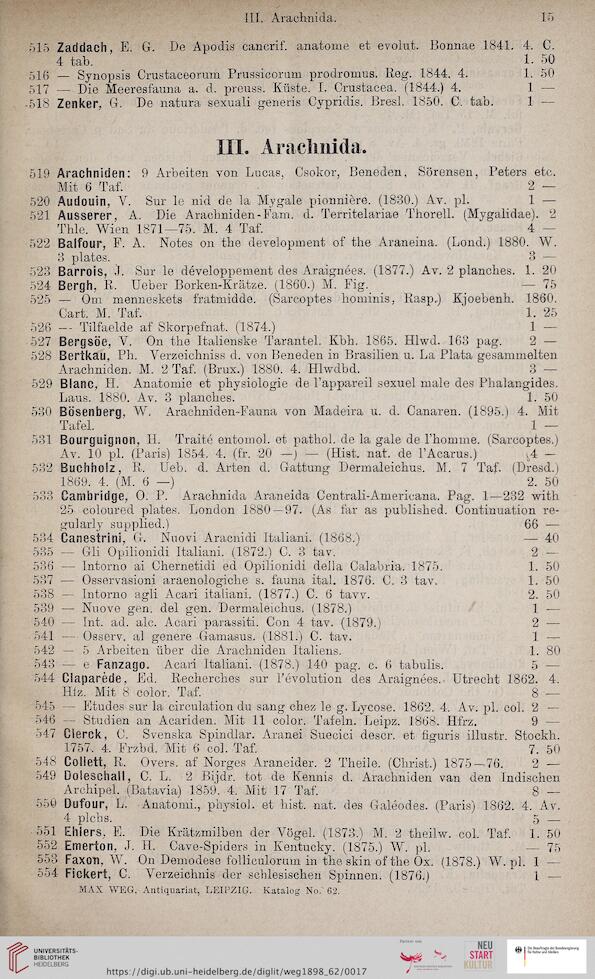 III. Arachnida. 15
515 Zaddach, E. G. De Apodis cancrif. anatome et evolut. Bonnae 1841. 4. C.
4 tab. 1. 50
516 — Synopsis Crustaceorum Prussicorum prodromus. Reg. 1844. 4. 1. 50
517 — Die Meeresfauna a. d. preuss. Küste. I. Crustacea. (1844.) 4. 1 —
518 Zenker, G. De natura sexuali generis Cypridis. Bresl. 1850. C. tab. 1 —
III. Arachnida.
519 Arachniden: 9 Arbeiten von Lucas, Csokor, Beneden, Sörensen, Peters etc.
Mit 6 Taf. 2 —
520 Audouin, V. Sur le nid de la Mygale pionnière. (1830.) Av. pl. 1 —
521 Ausserer, A. Die Arachniden-Fam. d. Territelariae Thorell. (Mygalidae). 2
Thle. Wien 1871—75. M. 4 Taf. 4 —
522 Balfour, F. A. Notes on the development of the Araneina. (Lond.) 1880. W.
3 plates. 3 —
523 Barrois, J. Sur le développement des Araignées. (1877.) Av. 2 planches. 1. 20
524 Bergh, R. Ueber Borken-Krätze. (1860.) M. Fig. — 75
525 — Om menneskets fratmidde. (Sarcoptes hominis, Rasp.) Kjoebenh. 1860.
Cart. M. Taf. 1. 25
526 — Tilfaelde af Skorpefnat. (1874.) 1 —
527 Bergsöe, V. On the Italienske Tarantel. Kbh. 1865. Hlwd. 163 pag. 2 —
528 Bertkau, Ph. Verzeichniss d. von Beneden in Brasilien u. La Plata gesammelten
Arachniden. M. 2 Taf. (Brux.) 1880. 4. Hlwdbd. 3 —
529 Blanc, H. Anatomie et physiologie de l'appareil sexuel male des Phalangides.
Laus. 1880. Av. 3 planches. 1. 50
530 Bösenberg, W. Arachniden-Fauna von Madeira u. d. Canaren. (1895.) 4. Mit
Tafel. 1 —
531 Bourguignon, H. Traité entomol. et pathol. de la gale de l'homme. (Sarcoptes.)
Av. 10 pl. (Paris) 1854. 4. (fr. 20 —) — (Hist. nat. de l'Acarus.) 4 —
532 Buchholz, R. Ueb. d. Arten d. Gattung Dermaleichus. M. 7 Taf. (Dresd.)
1869. 4. (M. 6 —) 2. 50
533 Cambridge, O. P. Arachnida Araneida Centrali-Americana. Pag. 1—232 with
25 coloured plates. London 1880—97. (As far as published. Continuation re-
gularly supplied.) 66 —
534 Canestrini, G. Nuovi Aracnidi Italiani. (1868.) — 40
535 — Gli Opilionidi Italiani. (1872.) C. 3 tav. 2 —
536 — Intorno ai Chernetidi ed Opilionidi della Calabria. 1875. 1. 50
537 — Osservasioni araenologiche s. fauna ital. 1876. C. 3 tav. 1. 50
538 — Intorno agli Acari italiani. (1877.) C. 6 tavv. 2. 50
539 — Nuove gen. del gen. Dermaleichus. (1878.) 1 —
540 — Int. ad. alc. Acari parassiti. Con 4 tav. (1879.) 2 —
541 — Osserv. al genere Gamasus. (1881.) C. tav. 1 —
542 — 5 Arbeiten über die Arachniden Italiens. 1. 80
543 — e Fanzago. Acari Italiani. (1878.) 140 pag. c. 6 tabulis. 5 —
544 Claparède, Ed. Recherches sur l'évolution des Araignées. Utrecht 1862. 4.
Hfz. Mit 8 color. Taf. 8 —
545 — Etudes sur la circulation du sang chez le g. Lycose. 1862. 4. Av. pl. col. 2 —
546 — Studien an Acariden. Mit 11 color. Tafeln. Leipz. 1868. Hfrz. 9 —
547 Clerck, C. Svenska Spindlar. Aranei Suecici descr. et figuris illustr. Stockh.
1757. 4. Frzbd. Mit 6 col. Taf. 7. 50
548 Collett, R. Overs. af Norges Araneider. 2 Theile. (Christ.) 1875—76. 2 —
549 Doleschall, C. L. 2 Bijdr. tot de Kennis d. Arachniden van den Indischen
Archipel. (Batavia) 1859. 4. Mit 17 Taf. 8 —
550 Dufour, L. Anatomi., physiol. et hist. nat. des Galéodes. (Paris) 1862. 4. Av.
4 plchs. 5 —
551 Ehlers, E. Die Krätzmilben der Vögel. (1873.) M. 2 theilw. col. Taf. 1. 50
552 Emerton, J. H. Cave-Spiders in Kentucky. (1875.) W. pl. — 75
553 Faxon, W. On Demodese folliculorum in the skin of the Ox. (1878.) W. pl. 1 —
554 Fickert, C. Verzeichnis der schlesischen Spinnen. (1876.) 1 —
MAX WEG, Antiquariat, LEIPZIG. Katalog No. 62.
UNIVERSITÄTS-
BIBLIOTHEK
HEIDELBERG
https://digi.ub.uni-heidelberg.de/diglit/weg1898_62/0017
NEU
START
KULTUR